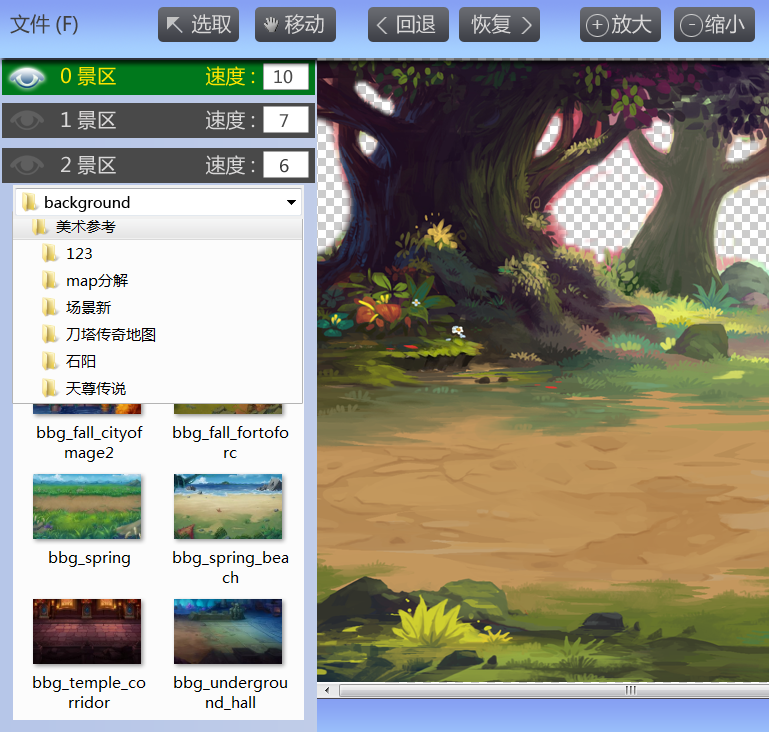 文件 (F) 选取 移动 回退 恢复 放大 缩小
0 景区 速度 : 10
1 景区 速度 : 7
2 景区 速度 : 6
background
美术参考
123
map分解
场景新
刀塔传奇地图
石阳
天尊传说
bbg_fall_cityof
mage2
bbg_fall_fortofo
rc
bbg_spring
bbg_spring_bea
ch
bbg_temple_co
rridor
bbg_undergrou
nd_hall